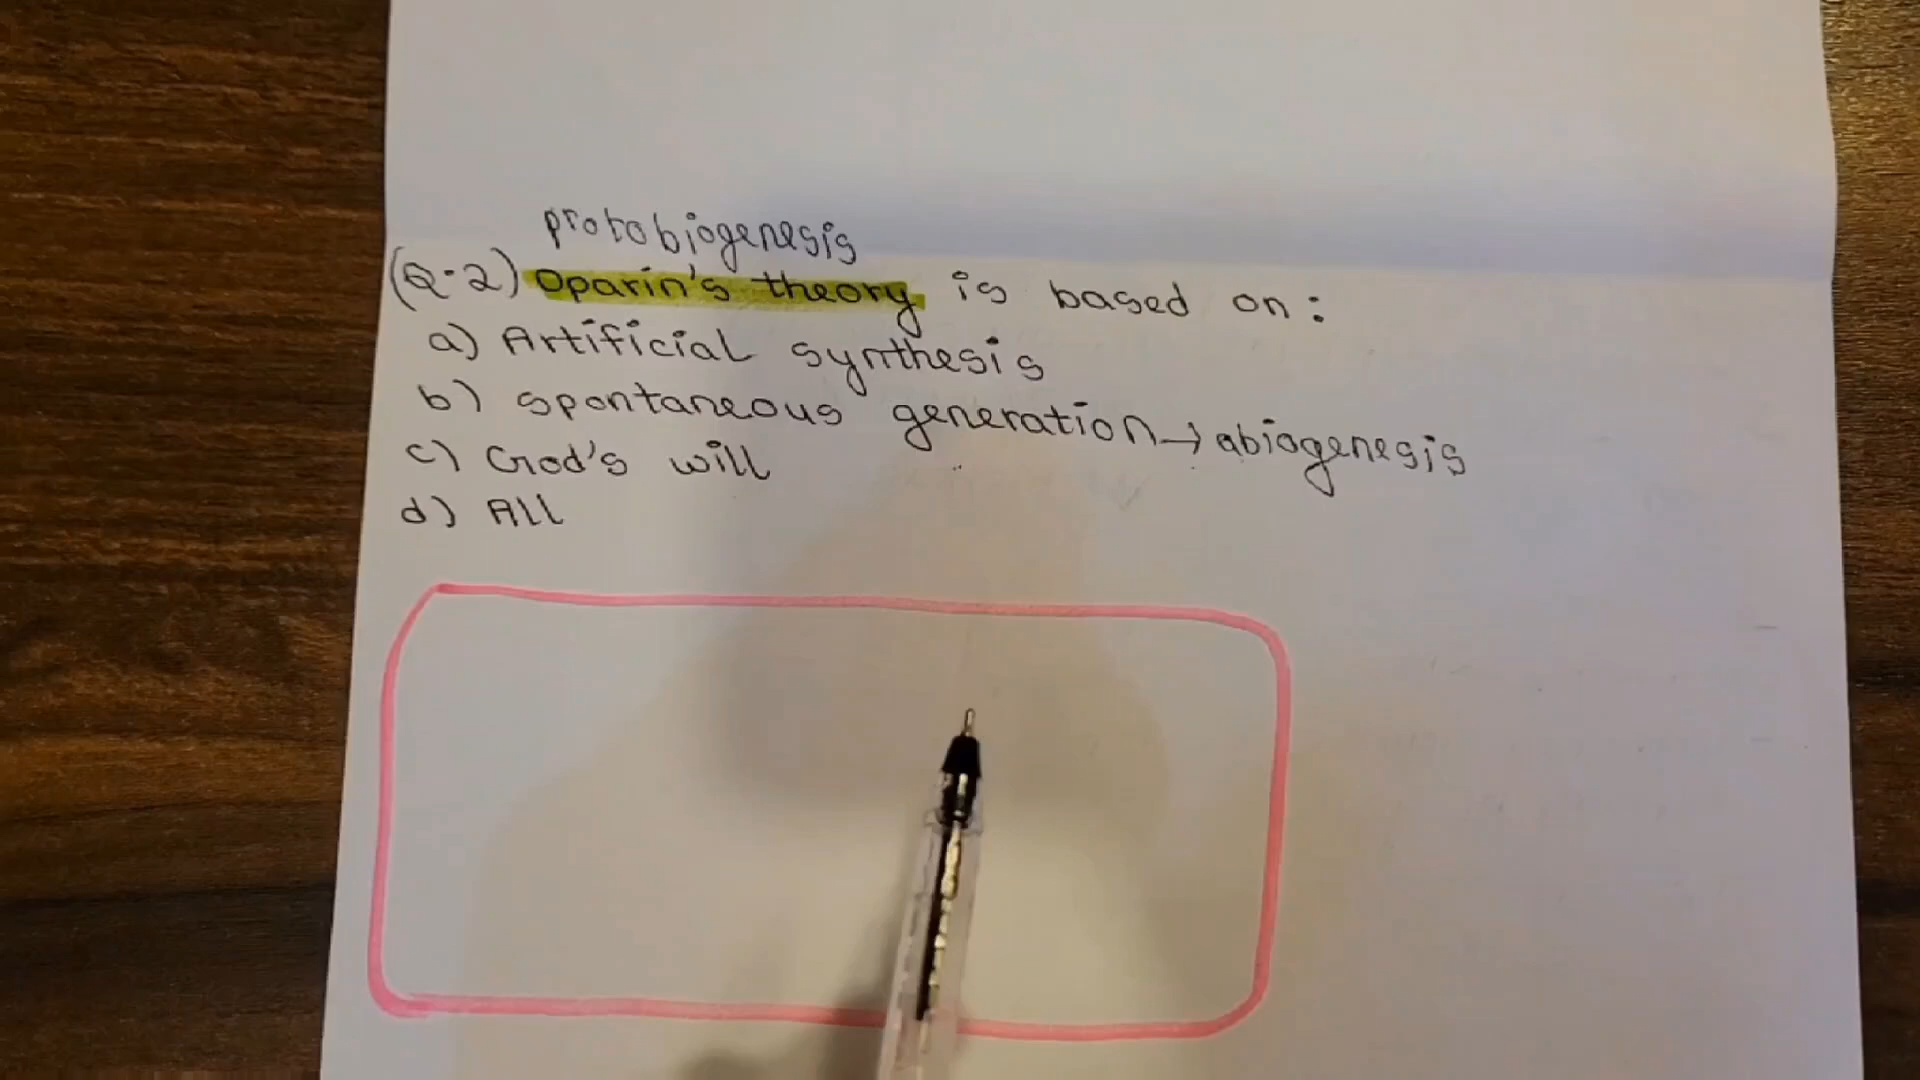 protobiogenesis
(Q-2) Oparin's theory is based on:
a) Artificial synthesis
b) spontaneous generation → abiogenesis
c) God's will
d) All